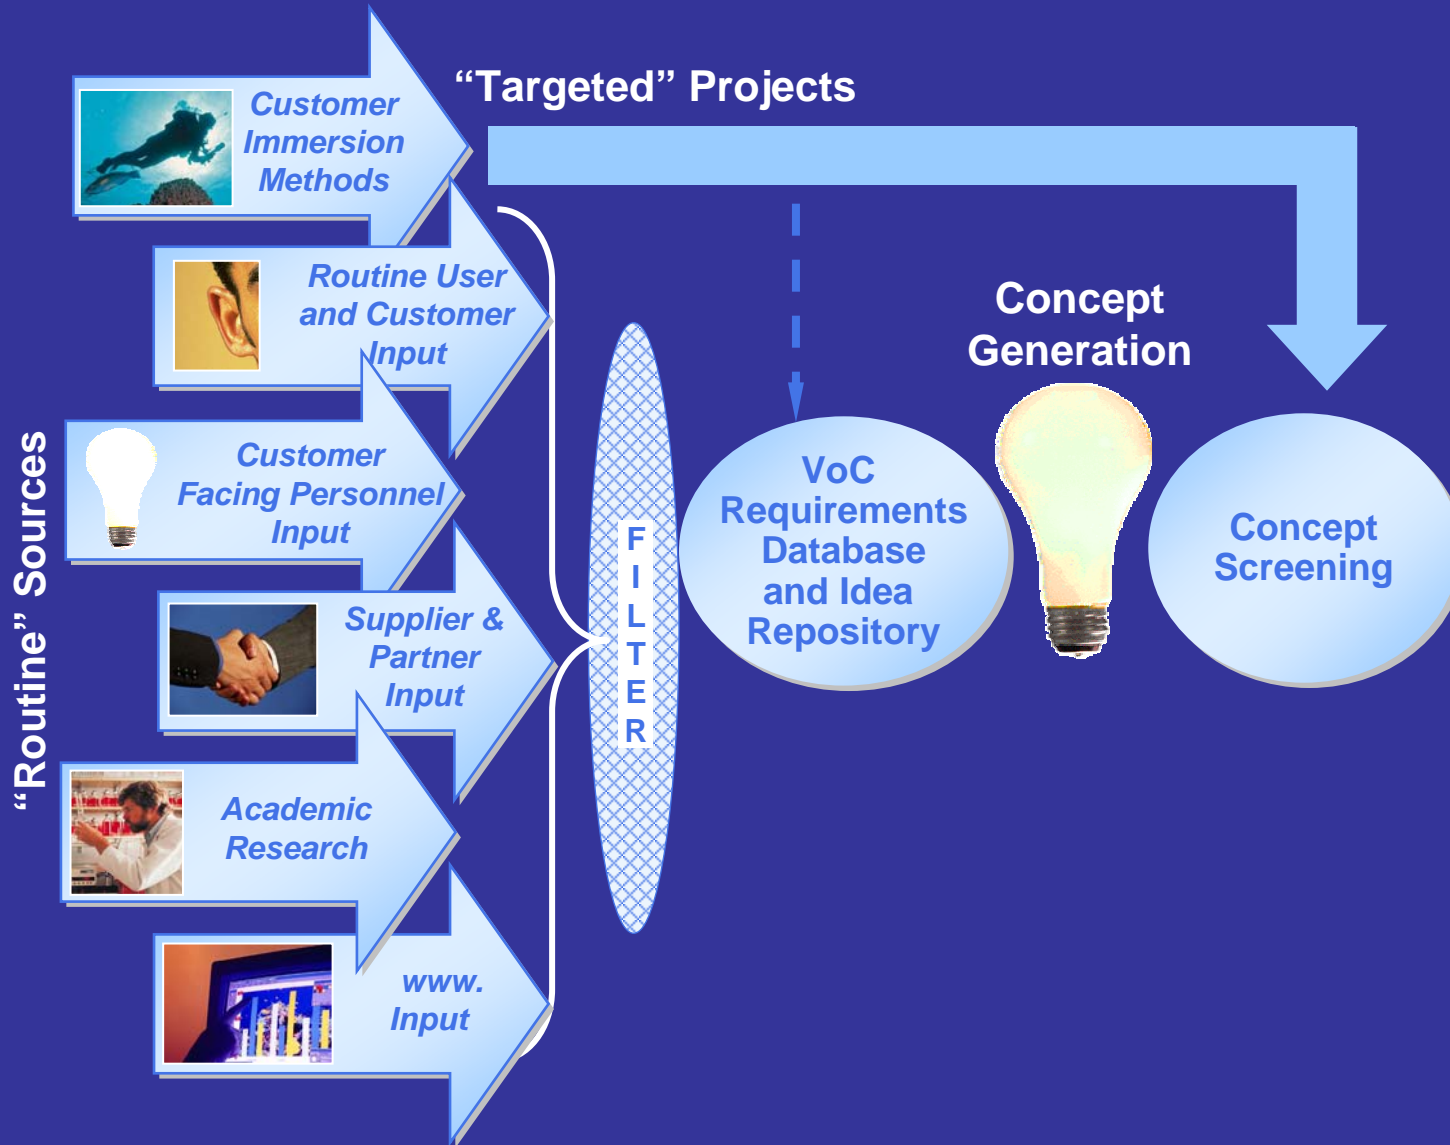 “Targeted” Projects
Customer
Immersion
Methods
Routine User
and Customer
Input
Customer
Facing Personnel
Input
Supplier &
Partner
Input
Academic
Research
www.
Input
“Routine” Sources
F
I
L
T
E
R
VoC
Requirements
Database
and Idea
Repository
Concept
Generation
Concept
Screening